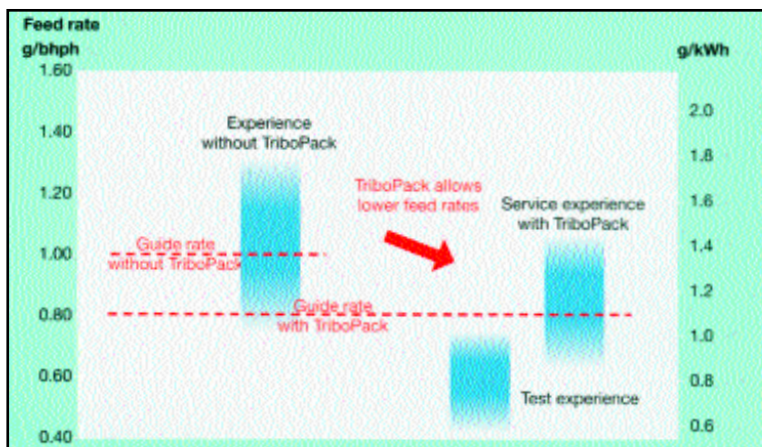 Feed rate
g/bhph
g/kWh
1.60
1.40
1.20
1.00
0.80
0.60
0.40
2.0
1.8
1.6
1.4
1.2
1.0
0.8
0.6
Experience
without TriboPack
TriboPack allows
lower feed rates
Service experience
with TriboPack
Guide rate
without TriboPack
Guide rate
with TriboPack
Test experience